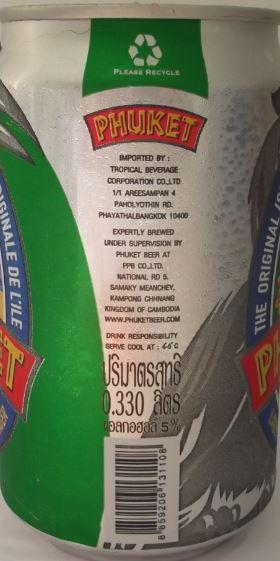 PLEASE RECYCLE
PHUKET
IMPORTED BY :
TROPICAL BEVERAGE
CORPORATION CO.,LTD.
1/1 AREESAMPAN 4
PAHOLYOTHIN RD.
PHAYATHAI,BANGKOK 10400
EXPERTLY BREWED
UNDER SUPERVISION BY
PHUKET BEER AT
PPB CO.,LTD.
NATIONAL RD 5.
SAMAKY MEANCHEY,
KAMPONG CHHNANG
KINGDOM OF CAMBODIA
WWW.PHUKETBEER.COM
DRINK RESPONSIBILITY
SERVE COOL AT : 4-6°C
ปริมาตรสุทธิ
0.330 ลิตร
แอลกอฮอล์ 5%
8 859206 131108
ORIGINALE DE L'ILE
THE ORIGINAL